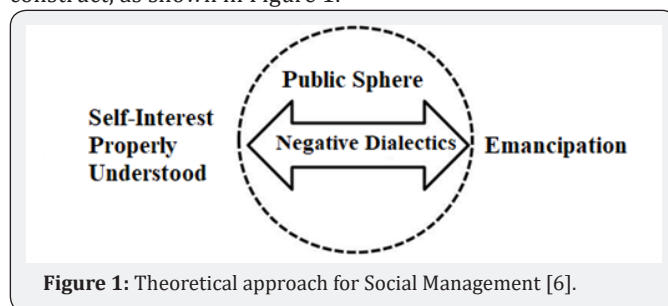 construct, as shown in Figure 1.
Public Sphere
Self-Interest
Properly
Understood
Negative Dialectics
Emancipation
Figure 1: Theoretical approach for Social Management [6].